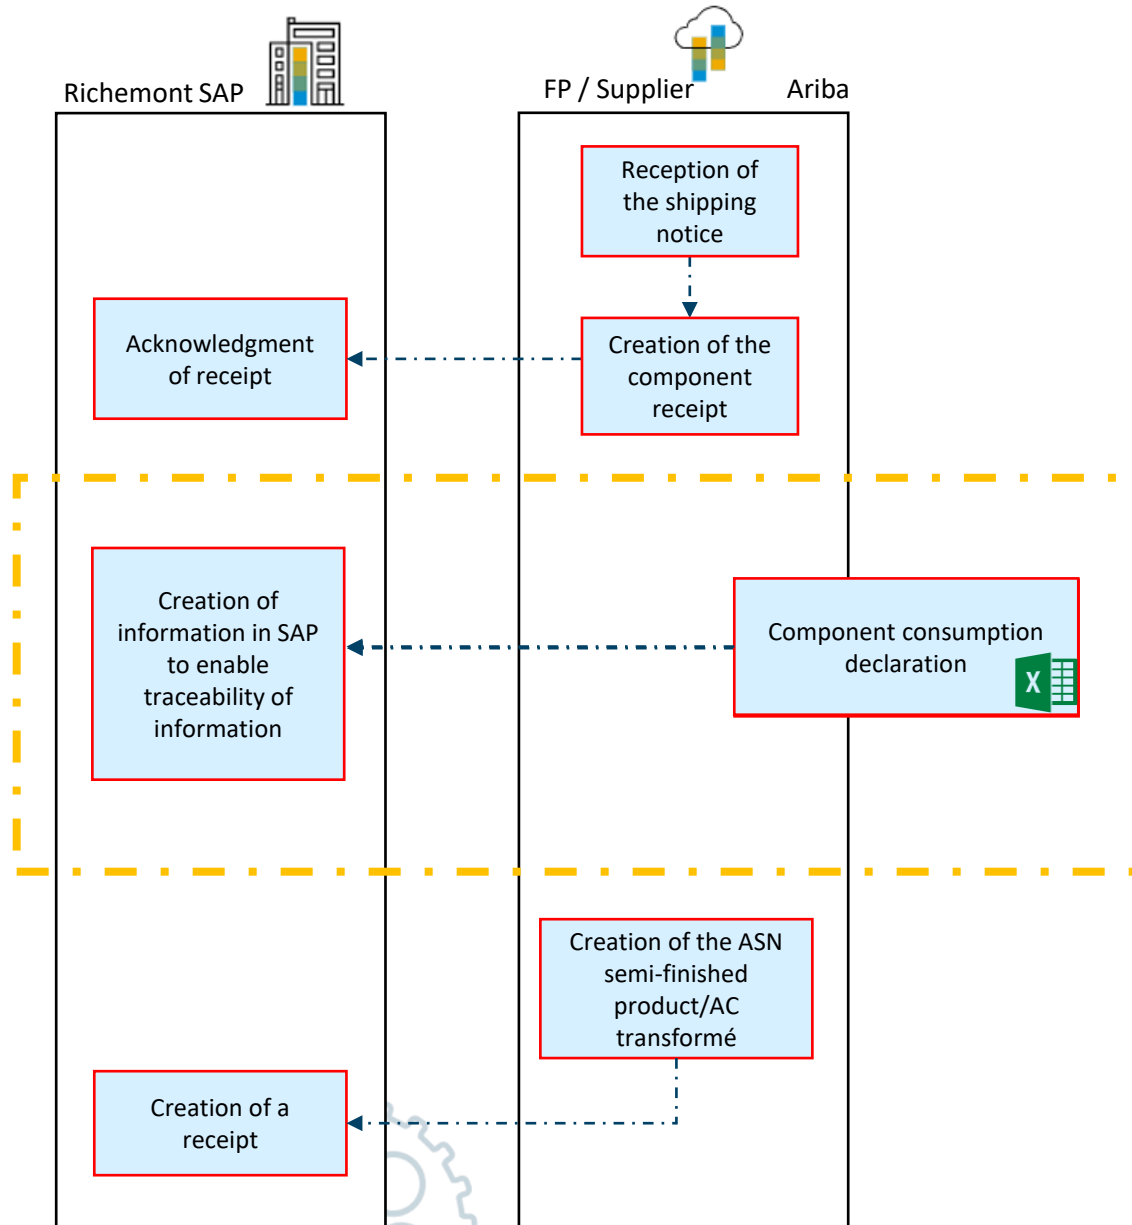 Richemont SAP
FP / Supplier
Ariba
Reception of
the shipping
notice
Acknowledgment
of receipt
Creation of the
component
receipt
Creation of
information in SAP
to enable
traceability of
information
Component consumption
declaration
X
Creation of the ASN
semi-finished
product/AC
transformé
Creation of a
receipt